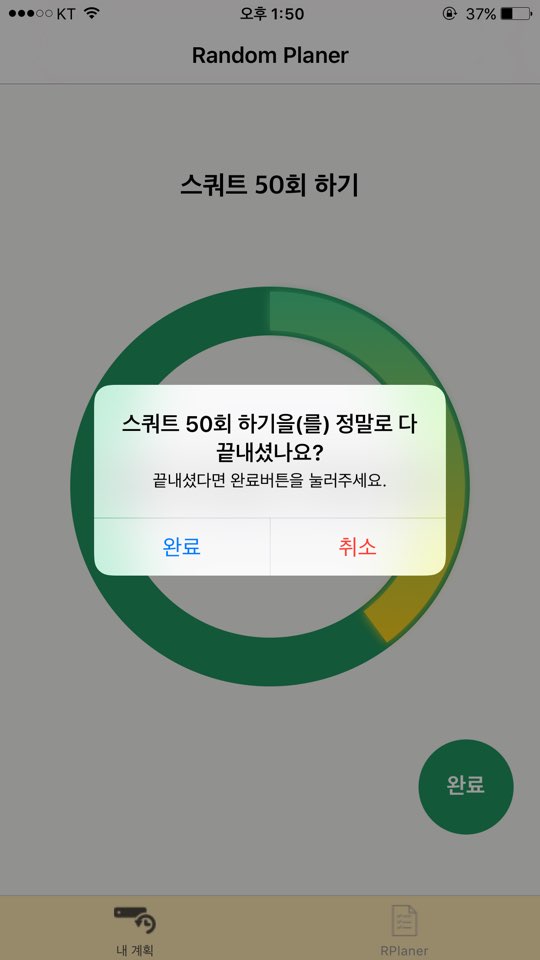 KT 오후 1:50 37%
Random Planer
스쿼트 50회 하기
스쿼트 50회 하기을(를) 정말로 다
끝내셨나요?
끝내셨다면 완료버튼을 눌러주세요.
완료 취소
완료
내 계획 RPlaner